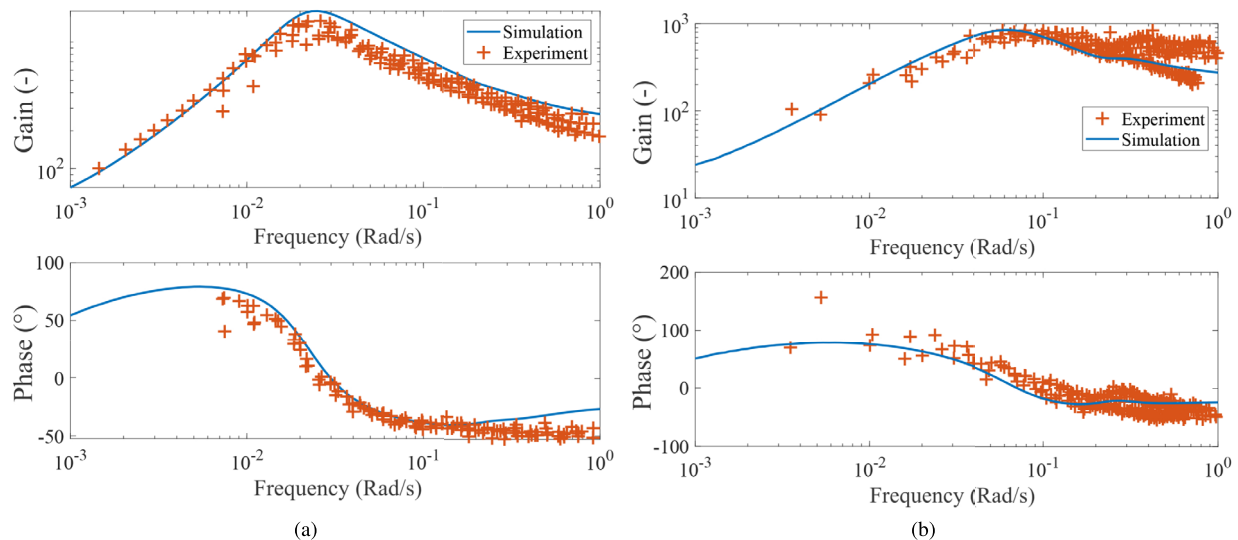 Simulation
Experiment
Gain (-)
10^2
10^-3 10^-2 10^-1 10^0
Frequency (Rad/s)
100
50
0
-50
Phase (°)
10^-3 10^-2 10^-1 10^0
Frequency (Rad/s)
(a)
10^3
10^2
10^1
Gain (-)
Experiment
Simulation
10^-3 10^-2 10^-1 10^0
Frequency (Rad/s)
200
100
0
-100
Phase (°)
10^-3 10^-2 10^-1 10^0
Frequency (Rad/s)
(b)